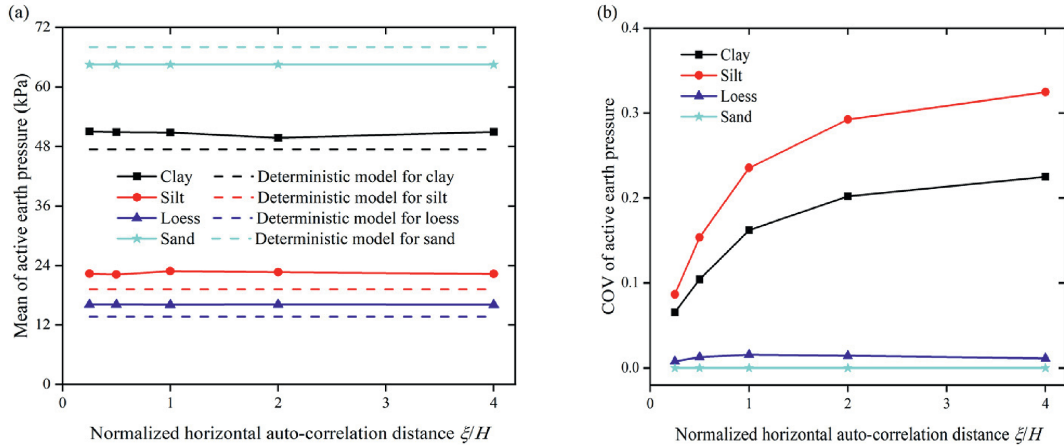 (a)
72
60
48
36
24
12
0
Mean of active earth pressure (kPa)
Clay
Silt
Loess
Sand
Deterministic model for clay
Deterministic model for silt
Deterministic model for loess
Deterministic model for sand
0
1
2
3
4
Normalized horizontal auto-correlation distance ξ/H
(b)
0.4
0.3
0.2
0.1
0.0
COV of active earth pressure
Clay
Silt
Loess
Sand
0
1
2
3
4
Normalized horizontal auto-correlation distance ξ/H